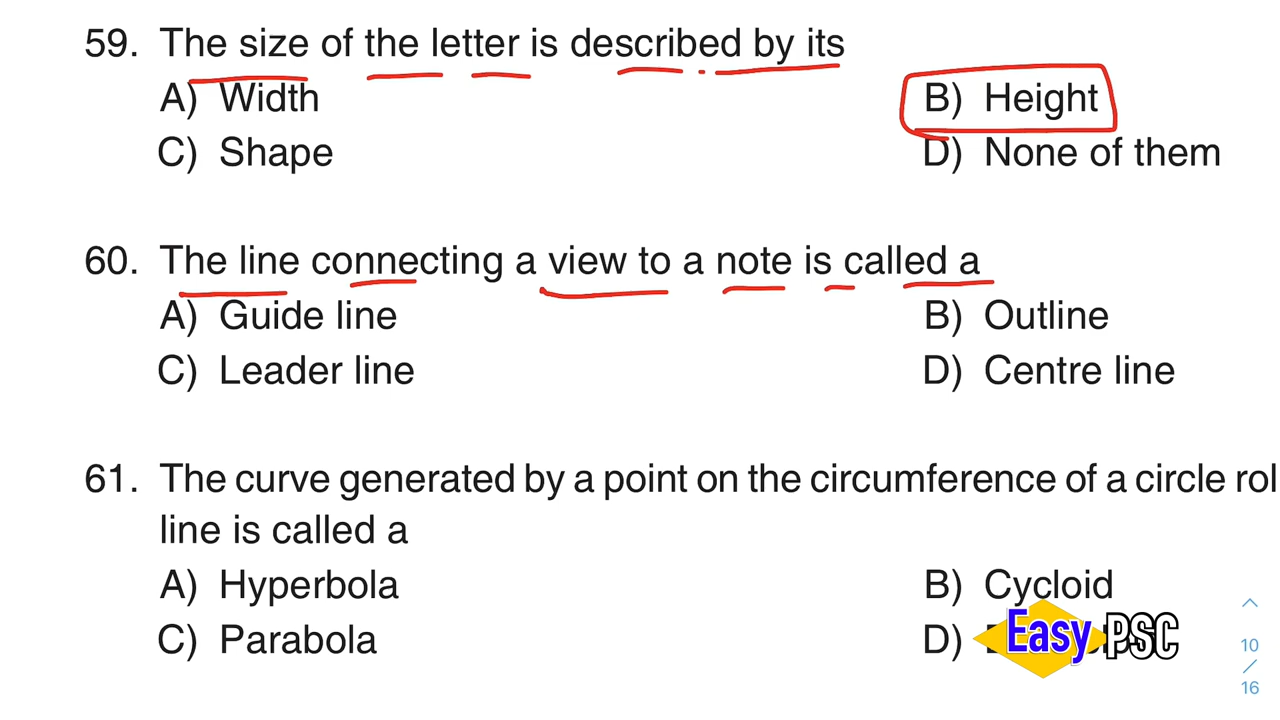 59. The size of the letter is described by its
A) Width B) Height
C) Shape D) None of them
60. The line connecting a view to a note is called a
A) Guide line B) Outline
C) Leader line D) Centre line
61. The curve generated by a point on the circumference of a circle rol
line is called a
A) Hyperbola B) Cycloid
C) Parabola D)
Easy PSC
10
/
16